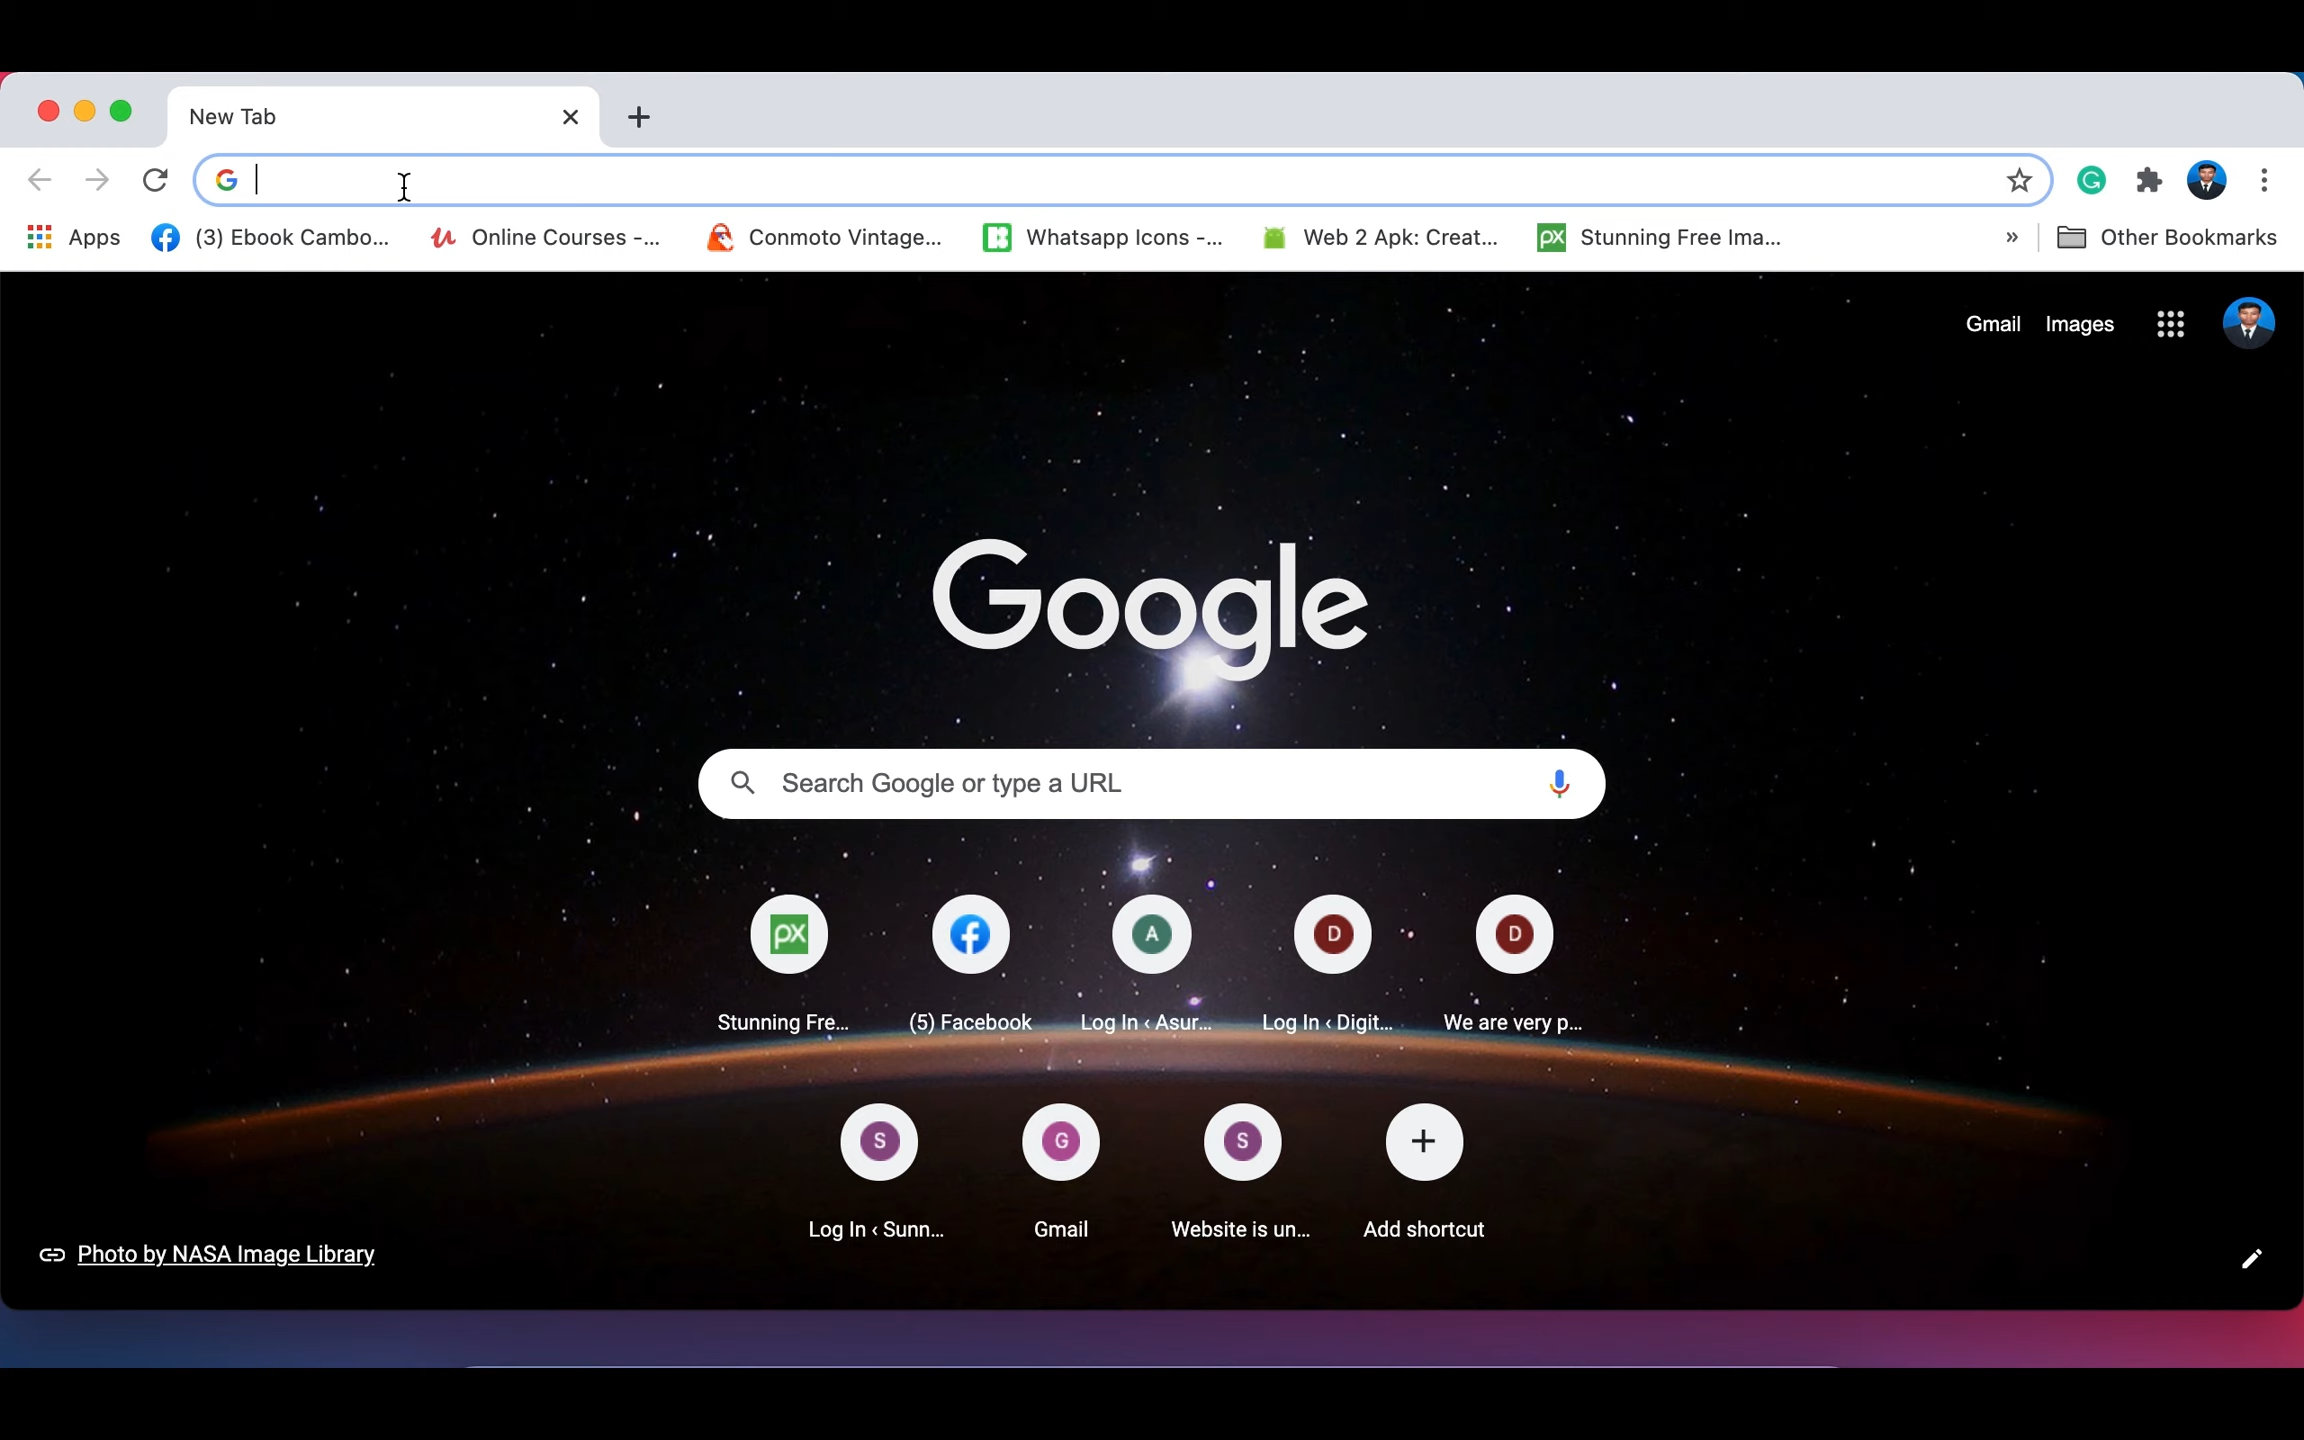 New Tab
Apps (3) Ebook Cambo... Online Courses -... Conmoto Vintage... Whatsapp Icons -... Web 2 Apk: Creat... px Stunning Free Ima... » Other Bookmarks
Gmail Images
Google
Search Google or type a URL
px A D D
Stunning Fre... (5) Facebook Log In ‹ Asur... Log In ‹ Digit... We are very p...
S G S
Log In ‹ Sunn... Gmail Website is un... Add shortcut
Photo by NASA Image Library